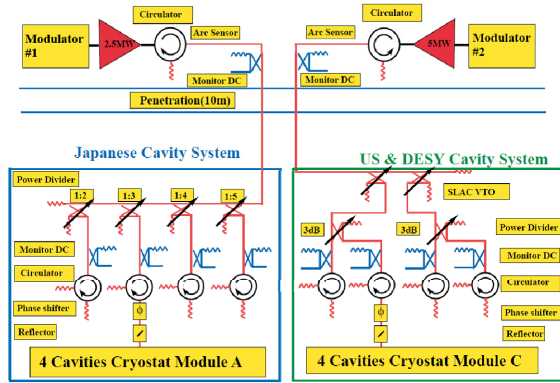 Circulator
Circulator
Modulator
#1
2.5MW
Arc Sensor
Arc Sensor
5MW
Modulator
#2
Monitor DC
Monitor DC
Penetration(10m)
Japanese Cavity System
US & DESY Cavity System
Power Divider
1:2
1:3
1:4
1:5
SLAC VTO
3dB
3dB
Power Divider
Monitor DC
Monitor DC
Circulator
Circulator
Phase shifter
ϕ
ϕ
Phase shifter
Reflector
Reflector
4 Cavities Cryostat Module A
4 Cavities Cryostat Module C